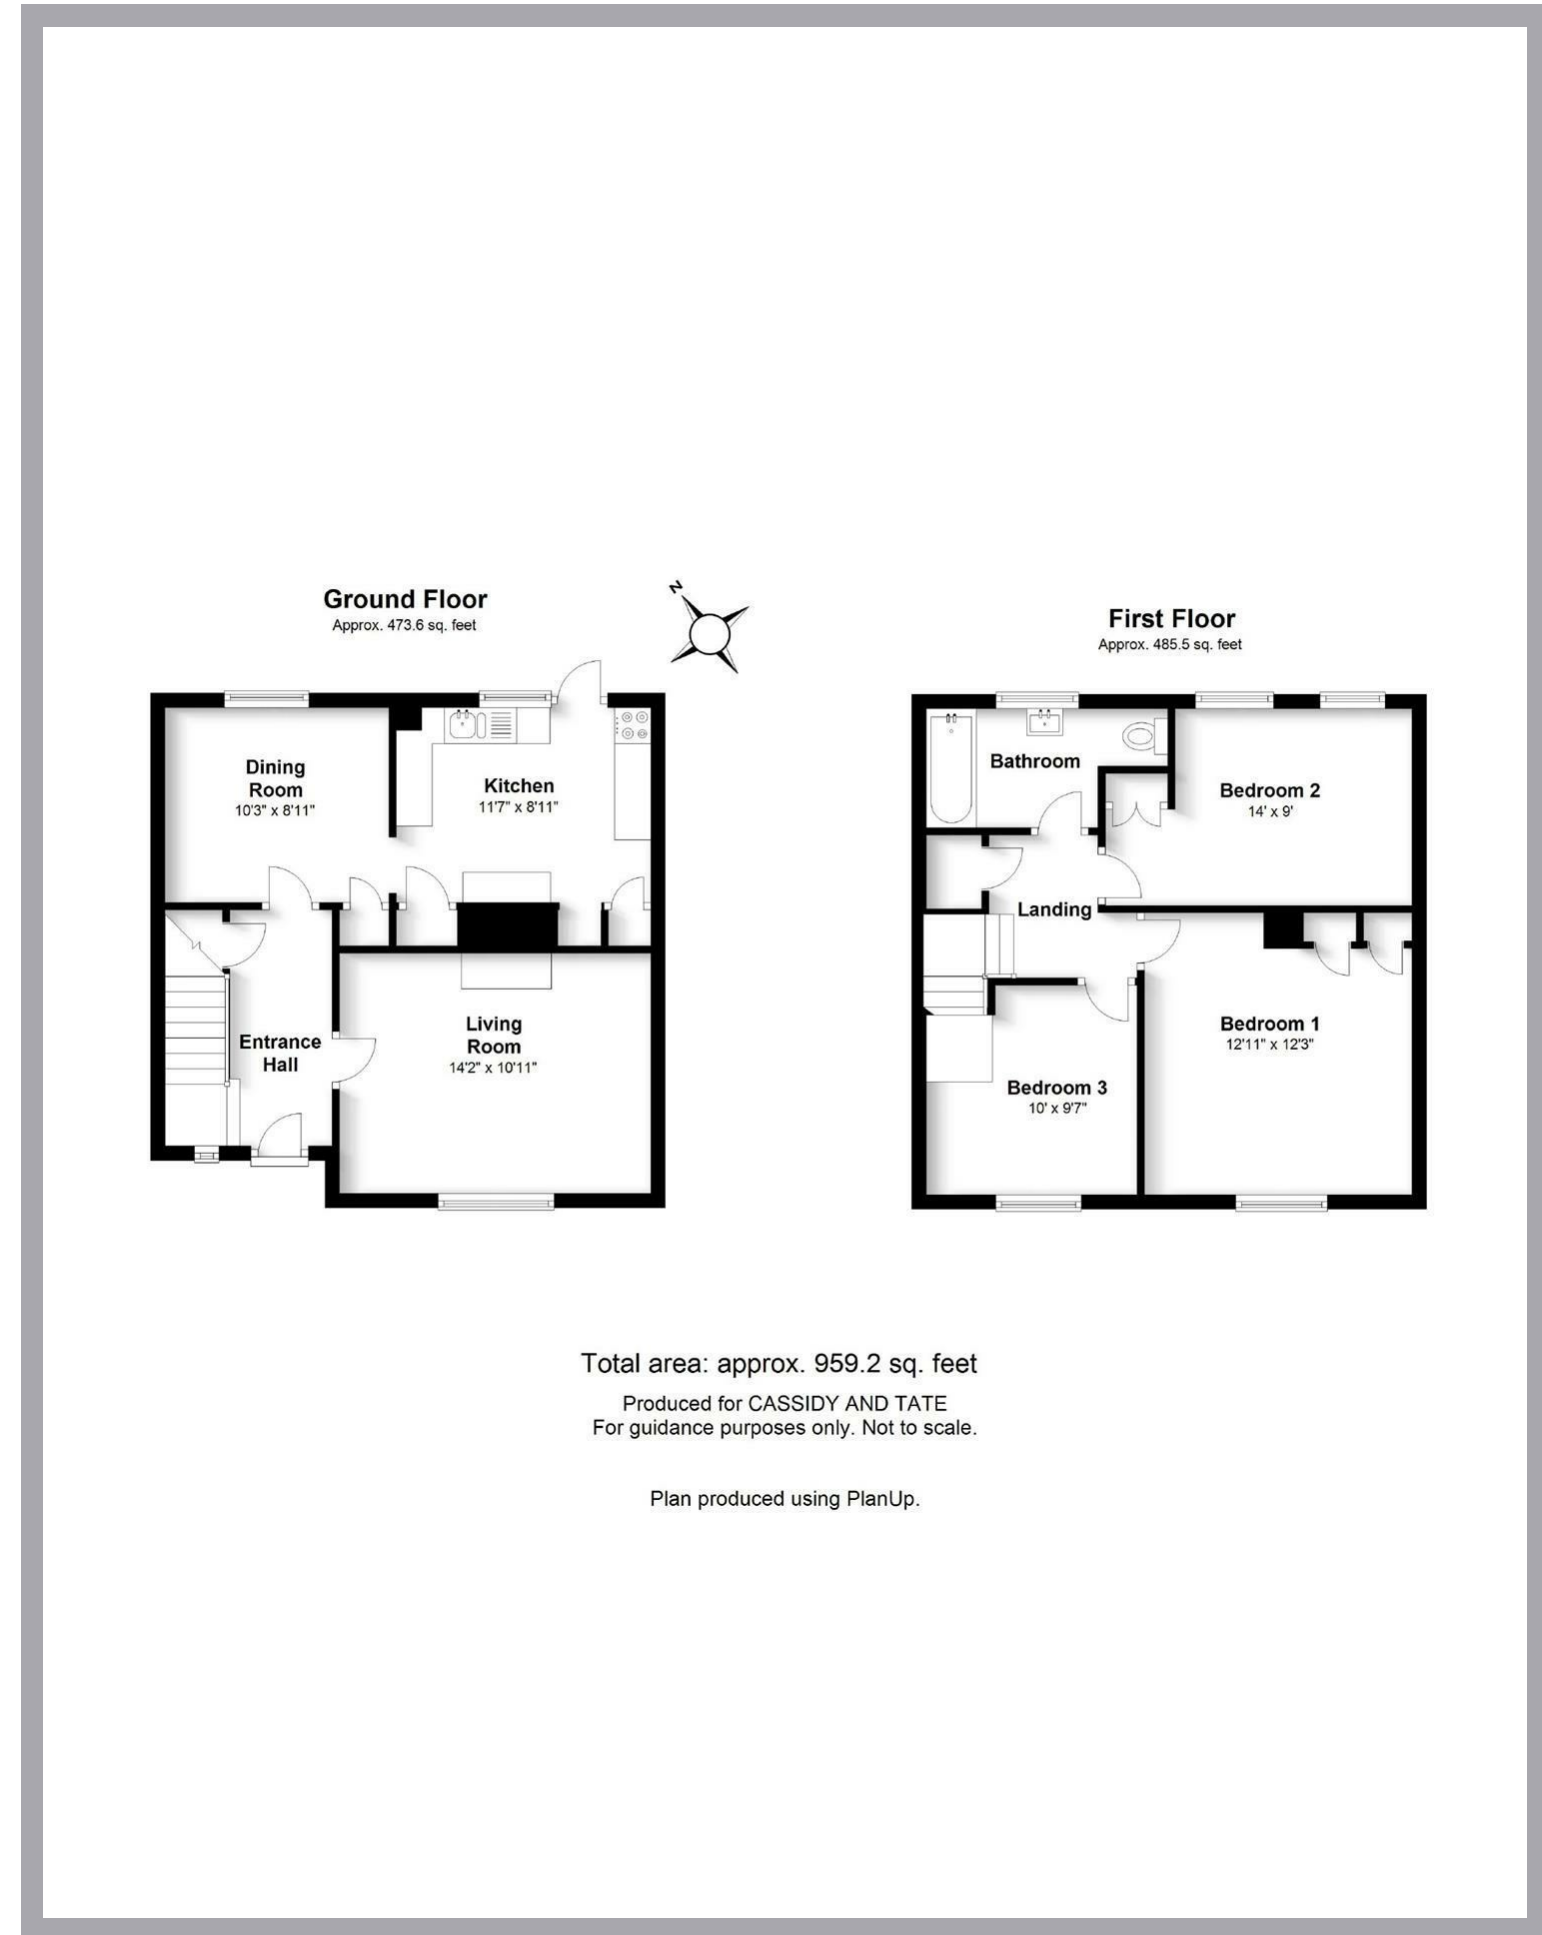 Ground Floor
Approx. 473.6 sq. feet
N
Dining
Room
10'3" x 8'11"
Kitchen
11'7" x 8'11"
Entrance
Hall
Living
Room
14'2" x 10'11"
First Floor
Approx. 485.5 sq. feet
Bathroom
Bedroom 2
14' x 9'
Landing
Bedroom 1
12'11" x 12'3"
Bedroom 3
10' x 9'7"
Total area: approx. 959.2 sq. feet
Produced for CASSIDY AND TATE
For guidance purposes only. Not to scale.
Plan produced using PlanUp.